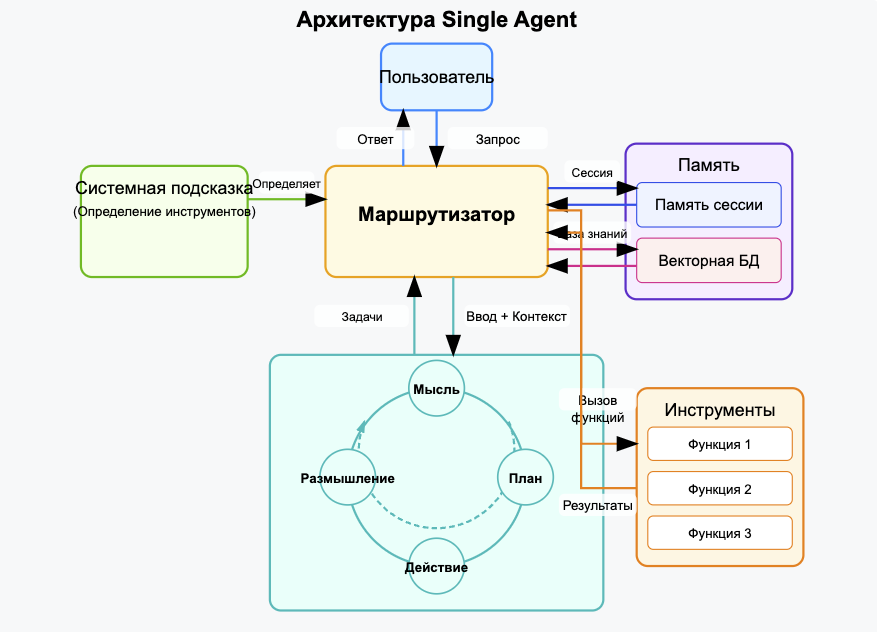 Архитектура Single Agent
Пользователь
Ответ
Запрос
Системная подсказка
(Определение инструментов)
Определяет
Маршрутизатор
Сессия
База знаний
Память
Память сессии
Векторная БД
Задачи
Ввод + Контекст
Мысль
Размышление
План
Действие
Вызов
функций
Результаты
Инструменты
Функция 1
Функция 2
Функция 3